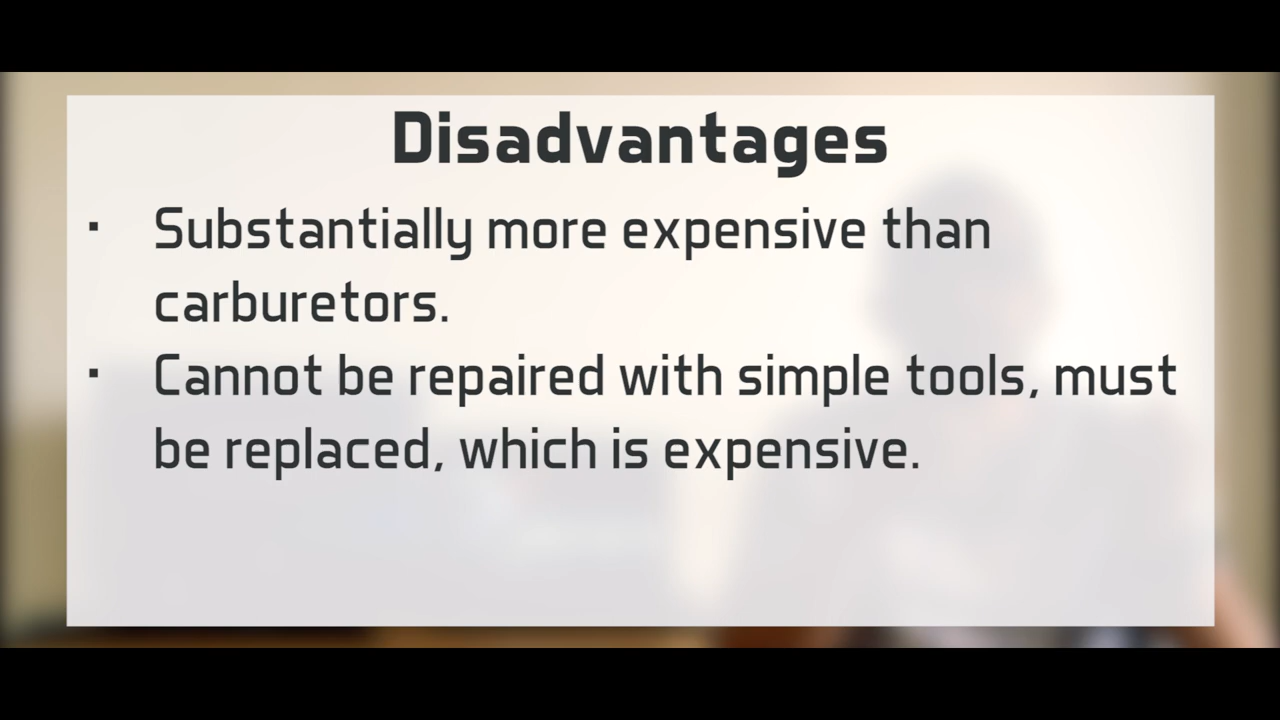 Disadvantages
· Substantially more expensive than
carburetors.
· Cannot be repaired with simple tools, must
be replaced, which is expensive.